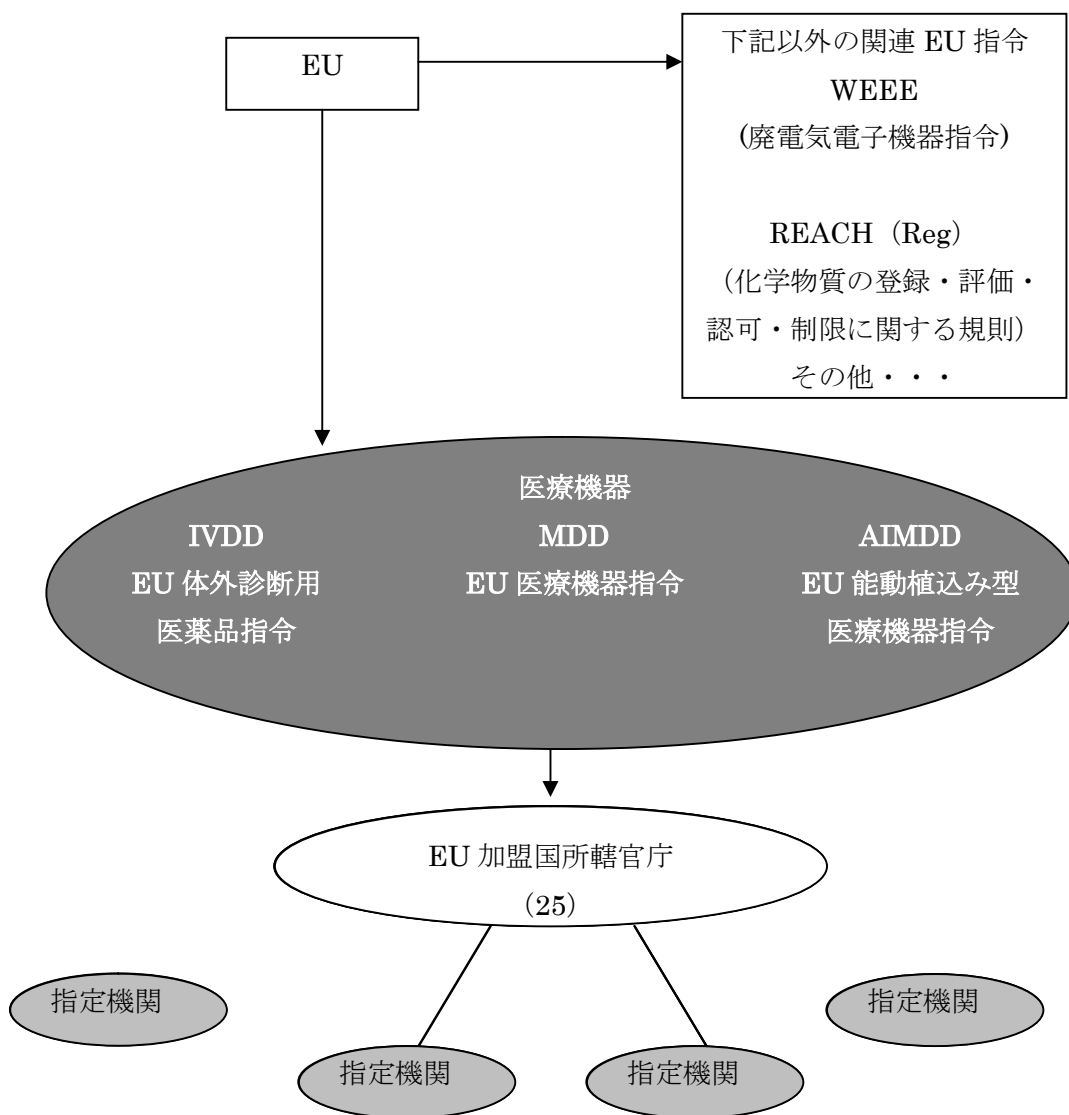 EU
下記以外の関連 EU 指令
WEEE
(廃電気電子機器指令)
REACH（Reg）
（化学物質の登録・評価・
認可・制限に関する規則）
その他・・・
医療機器
IVDD
EU 体外診断用
医薬品指令
MDD
EU 医療機器指令
AIMDD
EU 能動植込み型
医療機器指令
EU 加盟国所轄官庁
（25）
指定機関
指定機関
指定機関
指定機関